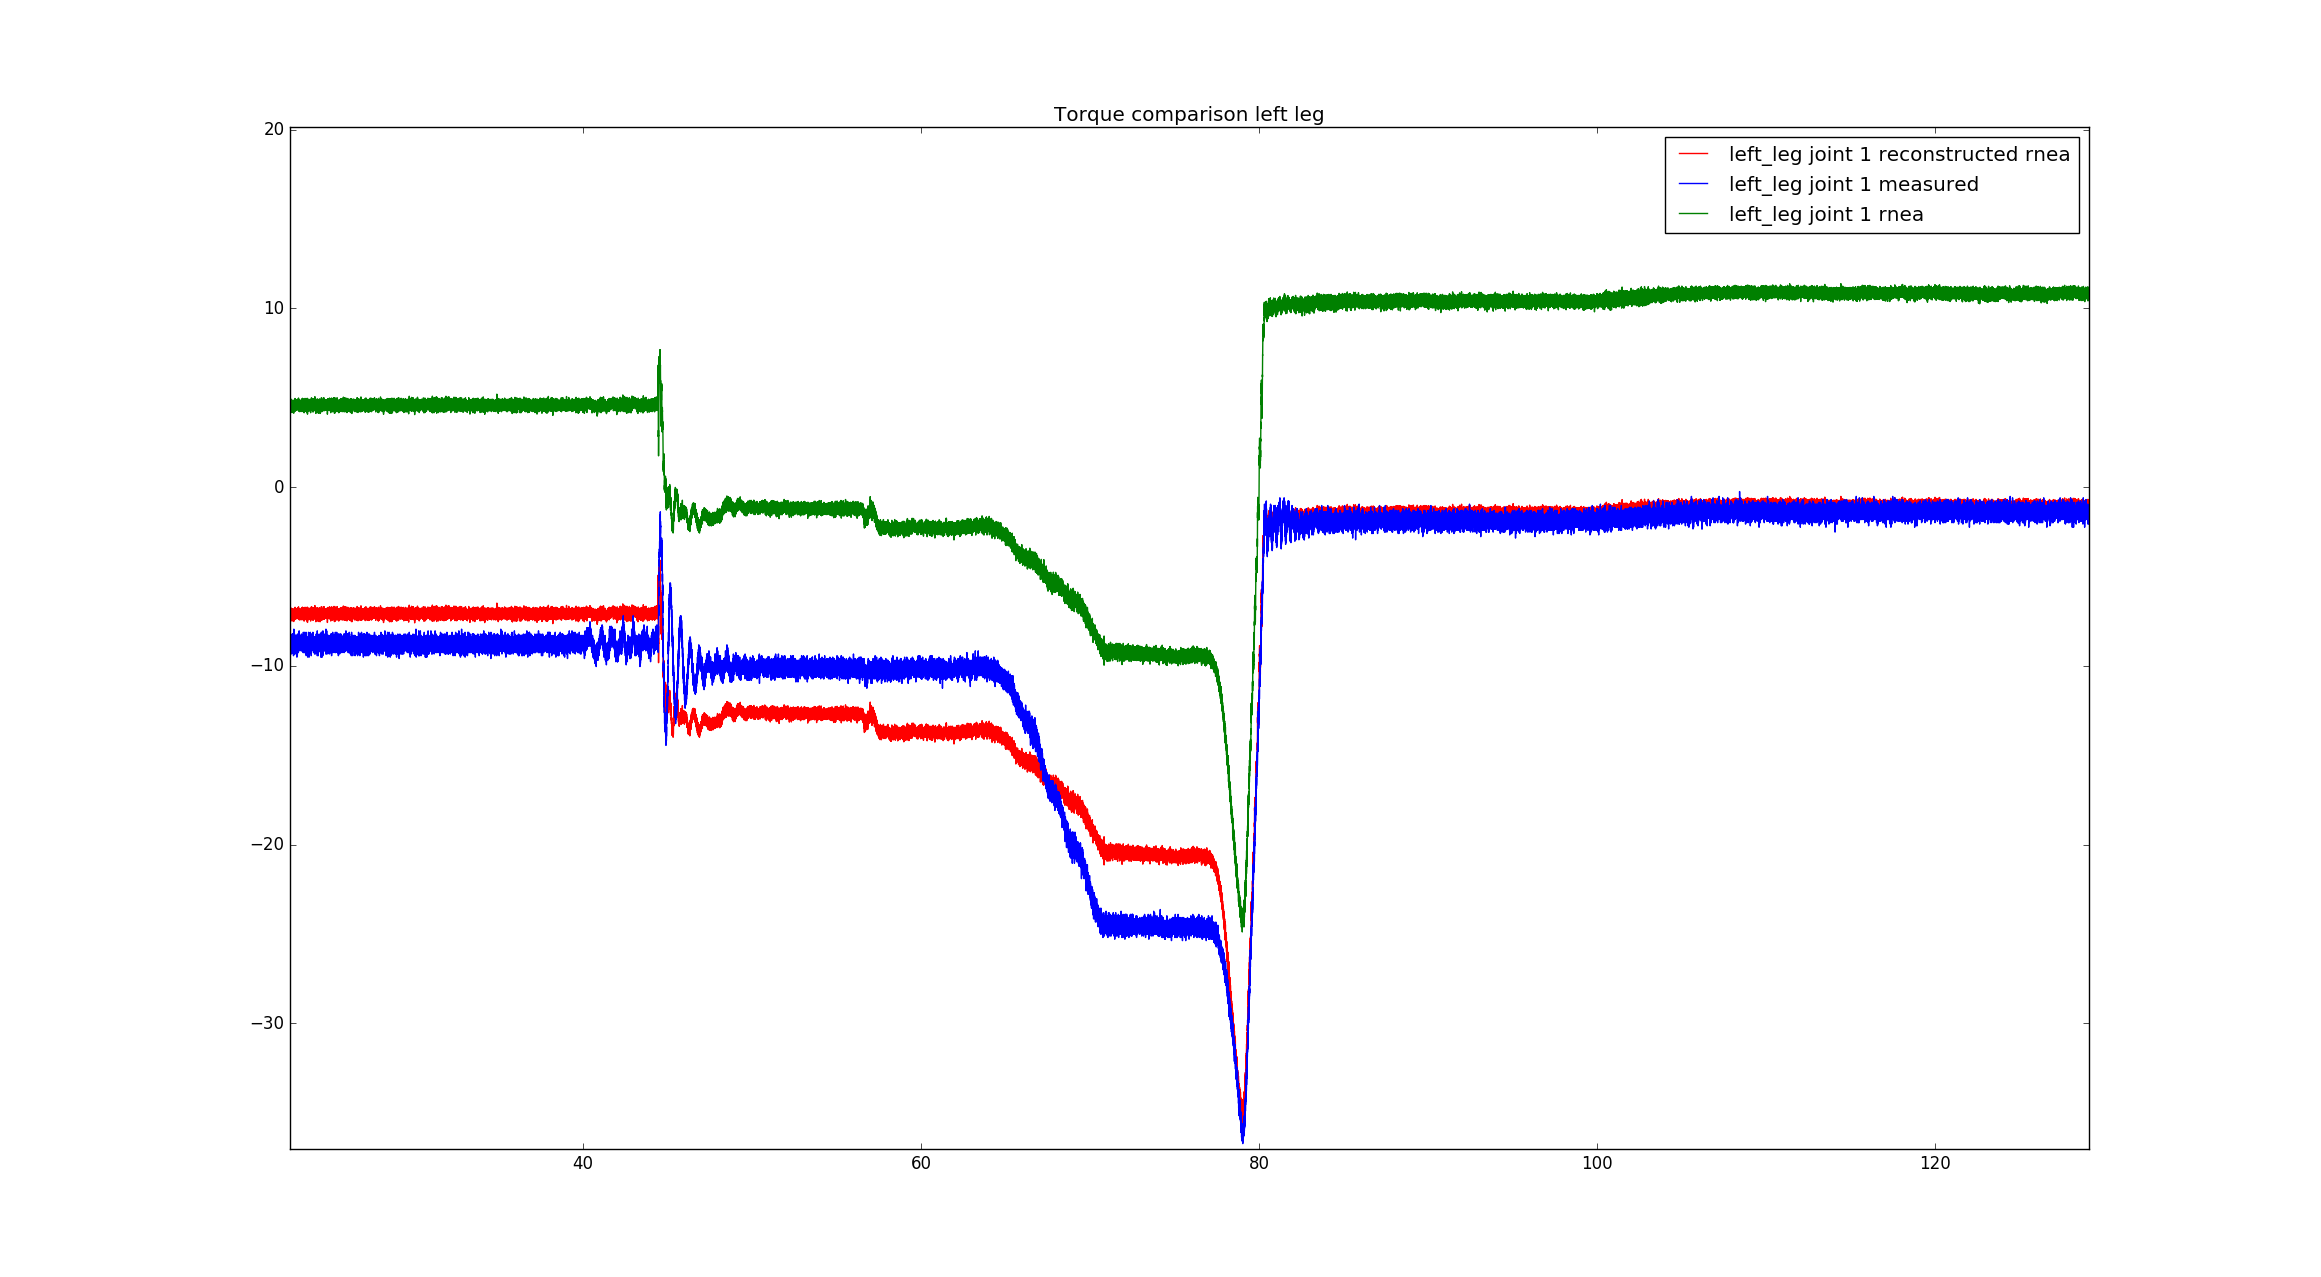 Torque comparison left leg
20
10
0
−10
−20
−30
left_leg joint 1 reconstructed rnea
left_leg joint 1 measured
left_leg joint 1 rnea
40
60
80
100
120